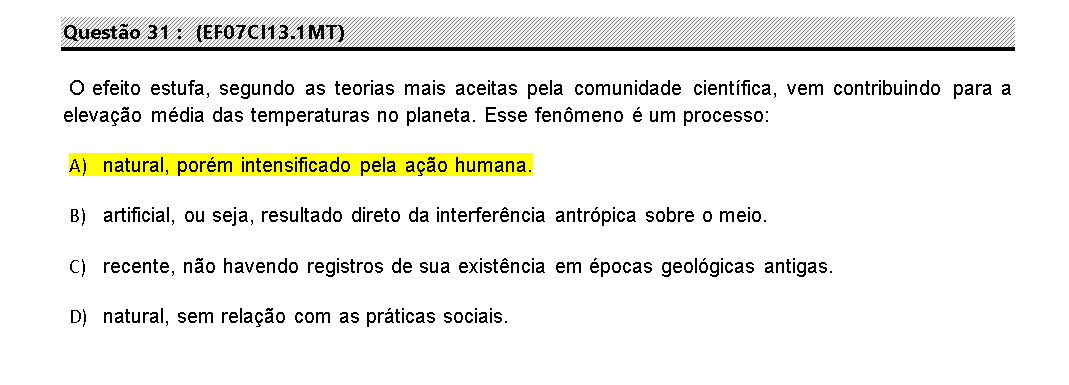 Questão 31 : (EF07CI13.1MT)
O efeito estufa, segundo as teorias mais aceitas pela comunidade científica, vem contribuindo para a
elevação média das temperaturas no planeta. Esse fenômeno é um processo:
A) natural, porém intensificado pela ação humana.
B) artificial, ou seja, resultado direto da interferência antrópica sobre o meio.
C) recente, não havendo registros de sua existência em épocas geológicas antigas.
D) natural, sem relação com as práticas sociais.